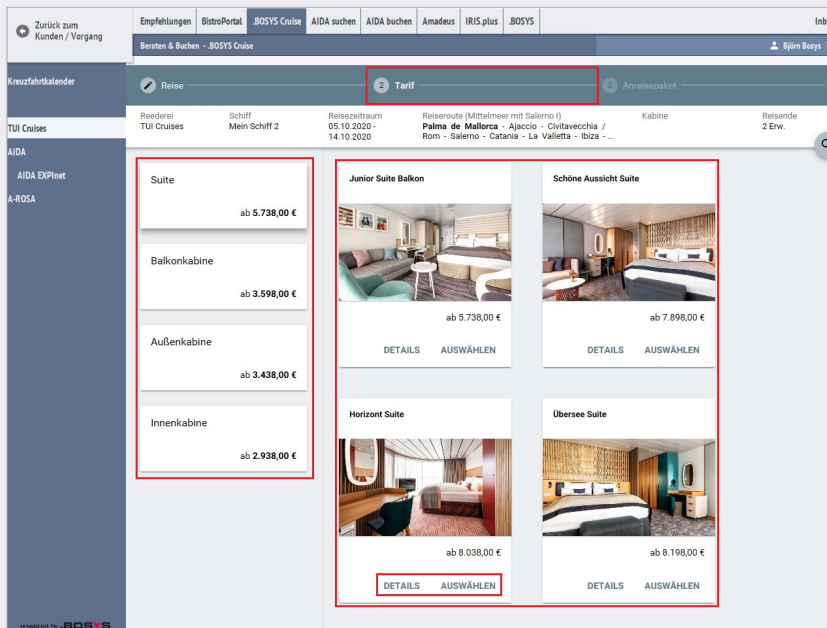 Zurück zum
Kunden / Vorgang
Empfehlungen BistroPortal .BOSYS Cruise AIDA suchen AIDA buchen Amadeus IRIS.plus .BOSYS
Beraten & Buchen - .BOSYS Cruise
Björn Bosys
Kreuzfahrtkalender
TUI Cruises
AIDA
AIDA EXPInet
A-ROSA
Reise
2 Tarif
3 Anreisepaket
Reederei
TUI Cruises
Schiff
Mein Schiff 2
Reisezeitraum
05.10.2020 -
14.10.2020
Reiseroute (Mittelmeer mit Salerno I)
Palma de Mallorca - Ajaccio - Civitavecchia /
Rom - Salerno - Catania - La Valletta - Ibiza - ...
Kabine
Reisende
2 Erw.
Suite
ab 5.738,00 €
Balkonkabine
ab 3.598,00 €
Außenkabine
ab 3.438,00 €
Innenkabine
ab 2.938,00 €
Junior Suite Balkon
ab 5.738,00 €
DETAILS AUSWÄHLEN
Schöne Aussicht Suite
ab 7.898,00 €
DETAILS AUSWÄHLEN
Horizont Suite
ab 8.038,00 €
DETAILS AUSWÄHLEN
Übersee Suite
ab 8.198,00 €
DETAILS AUSWÄHLEN
powered by .BOSYS